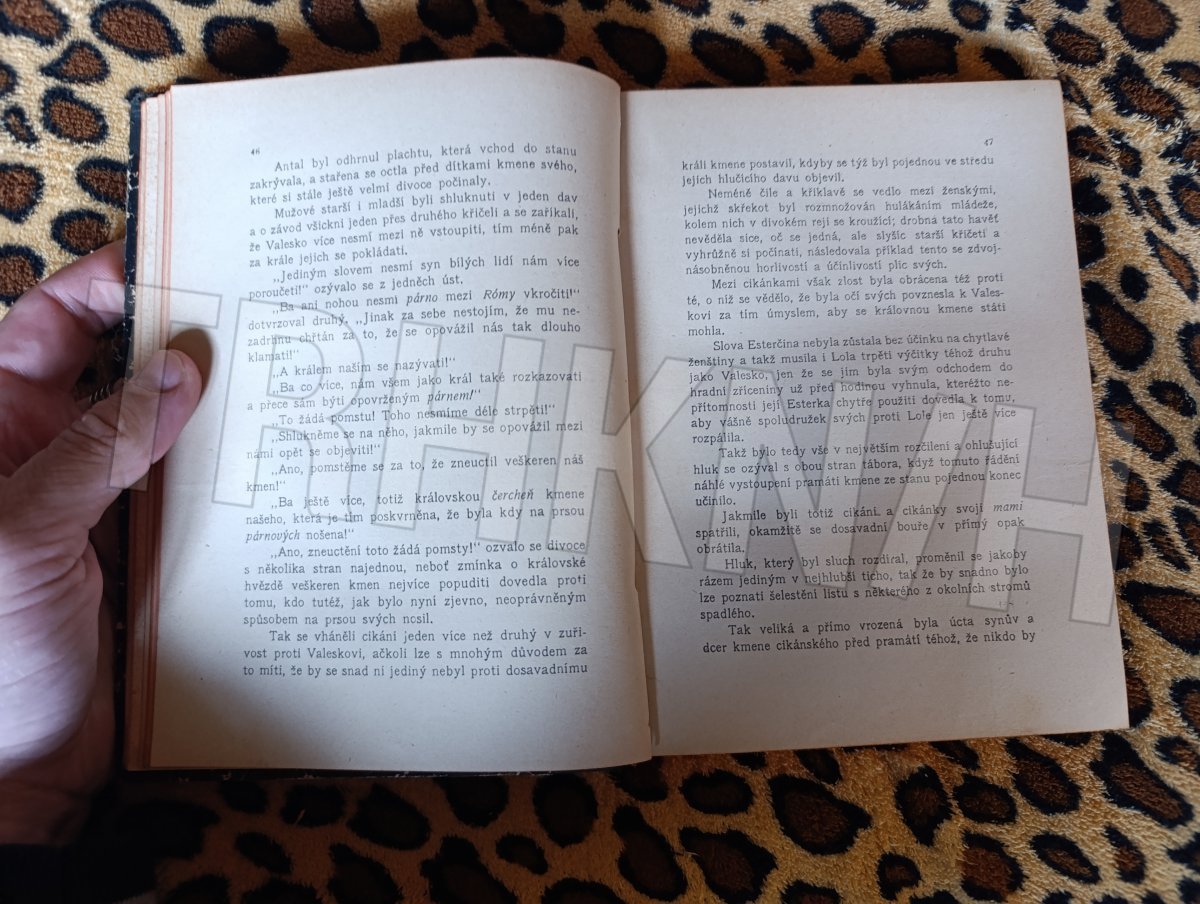 46
Antal byl odhrnul plachtu, která vchod do stanu
zakrývala, a stařena se octla před dítkami kmene svého,
které si stále ještě velmi divoce počínaly.
Mužové starší i mladší byli shluknuti v jeden dav
a o závod všickni jeden přes druhého křičeli a se zaříkali,
že Valesko více nesmí mezi ně vstoupiti, tím méně pak
za krále jejich se pokládati.
„Jediným slovem nesmí syn bílých lidí nám více
poroučeti!“ ozývalo se z jedněch úst.
„Ba ani nohou nesmí párno mezi Rómy vkročiti!“
dotvrzoval druhý. „Jinak za sebe nestojím, že mu ne-
zadrhnu chřtán za to, že se opovážil nás tak dlouho
klamati!“
„A králem naším se nazývati!“
„Ba co více, nám všem jako král také rozkazovati
a přece sám býti opovrženým párnem!“
„To žádá pomstu! Toho nesmíme déle strpěti!“
„Shlukněme se na něho, jakmile by se opovážil mezi
námi opět se objeviti!“
„Ano, pomstěme se za to, že zneuctil veškeren náš
kmen!“
„Ba ještě více, totiž královskou čercheň kmene
našeho, která je tím poskvrněna, že byla kdy na prsou
párnových nošena!“
„Ano, zneuctění toto žádá pomsty!“ ozvalo se divoce
s několika stran najednou, neboť zmínka o královské
hvězdě veškeren kmen nejvíce popuditi dovedla proti
tomu, kdo tutéž, jak bylo nyní zjevno, neoprávněným
spůsobem na prsou svých nosil.
Tak se vháněli cikáni jeden více než druhý v zuři-
vost proti Valeskovi, ačkoli lze s mnohým důvodem za
to míti, že by se snad ni jediný nebyl proti dosavadnímu
47
králi kmene postavil, kdyby se týž byl pojednou ve středu
jejich hlučícího davu objevil.
Neméně čile a křiklavě se vedlo mezi ženskými,
jejichž skřekot byl rozmnožován hulákáním mládeže,
kolem nich v divokém reji se kroužící; drobna tato havěť
nevěděla sice, oč se jedná, ale slyšíc starší křičeti a
vyhrůžně si počínati, následovala příklad tento se zdvoj-
násobněnou horlivostí a účinlivostí plic svých.
Mezi cikánkami však zlost byla obrácena též proti
té, o níž se vědělo, že byla očí svých povznesla k Vales-
kovi za tím úmyslem, aby se královnou kmene státi
mohla.
Slova Esterčina nebyla zůstala bez účinku na chytlavé
ženštiny a takž musila i Lola trpěti výčitky téhož druhu
jako Valesko, jen že se jim byla svým odchodem do
hradní zříceniny už před hodinou vyhnula, kteréžto ne-
přítomnosti její Esterka chytře použíti dovedla k tomu,
aby vášně spoludružek svých proti Lole jen ještě více
rozpálila.
Takž bylo tedy vše v největším rozčilení a ohlušující
hluk se ozýval s obou stran tábora, když tomuto řádění
náhlé vystoupení pramáti kmene ze stanu pojednou konec
učinilo.
Jakmile byli totiž cikáni a cikánky svoji mami
spatřili, okamžitě se dosavadní bouře v přímý opak
obrátila.
Hluk, který byl sluch rozdíral, proměnil se jakoby
rázem jediným v nejhlubší ticho, tak že by snadno bylo
lze poznati šelestění listu s některého z okolních stromů
spadlého.
Tak veliká a přímo vrozená byla úcta synův a
dcer kmene cikánského před pramátí téhož, že nikdo by
TRHKNIH